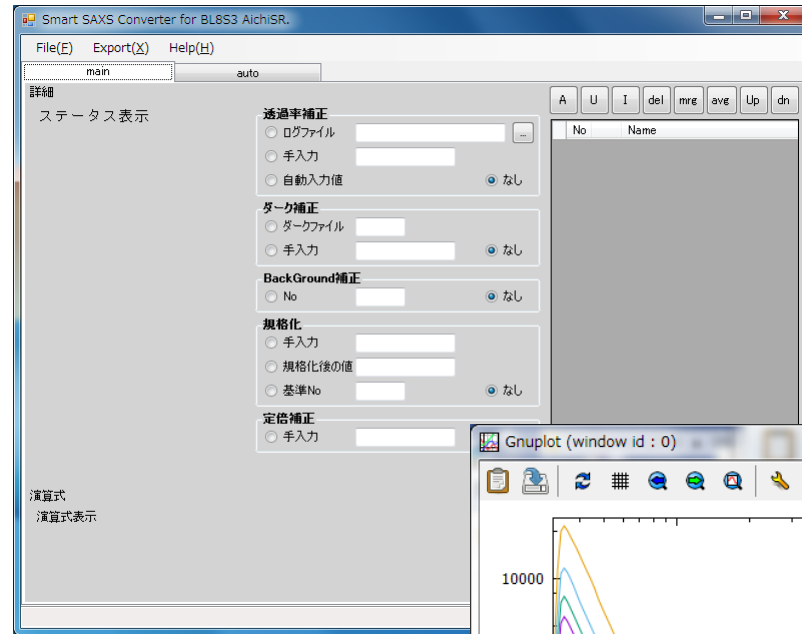 Smart SAXS Converter for BL8S3 AichiSR.
File(F) Export(X) Help(H)
main auto
詳細
ステータス表示
透過率補正
ログファイル ...
手入力
自動入力値 なし
ダーク補正
ダークファイル
手入力 なし
BackGround補正
No なし
規格化
手入力
規格化後の値
基準No なし
定倍補正
手入力
演算式
演算式表示
A U I del mrg avg Up dn
No Name
Gnuplot (window id : 0)
10000